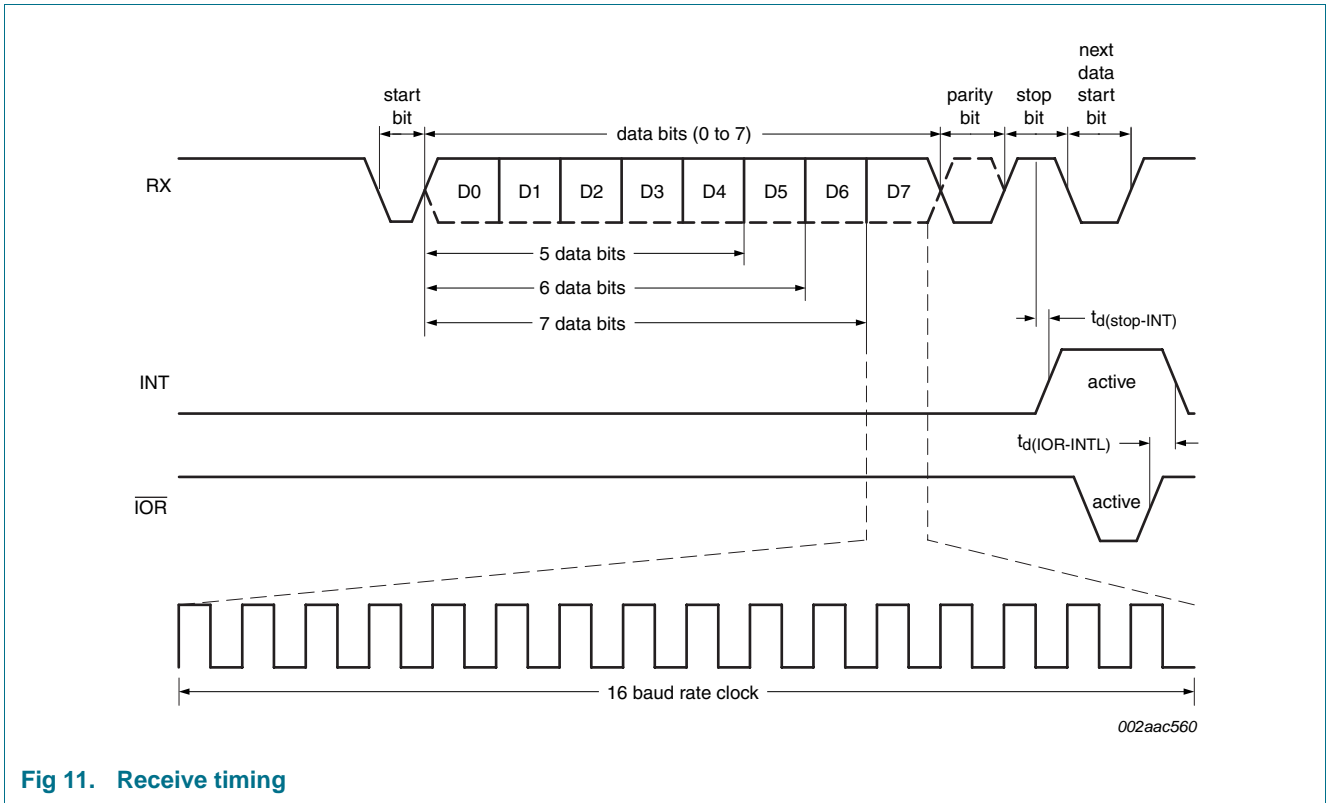 next
data
start
bit
start
bit
parity
bit
stop
bit
data bits (0 to 7)
RX
D0 D1 D2 D3 D4 D5 D6 D7
5 data bits
6 data bits
7 data bits
td(stop-INT)
INT
active
td(IOR-INTL)
IOR
active
16 baud rate clock
002aac560
Fig 11. Receive timing